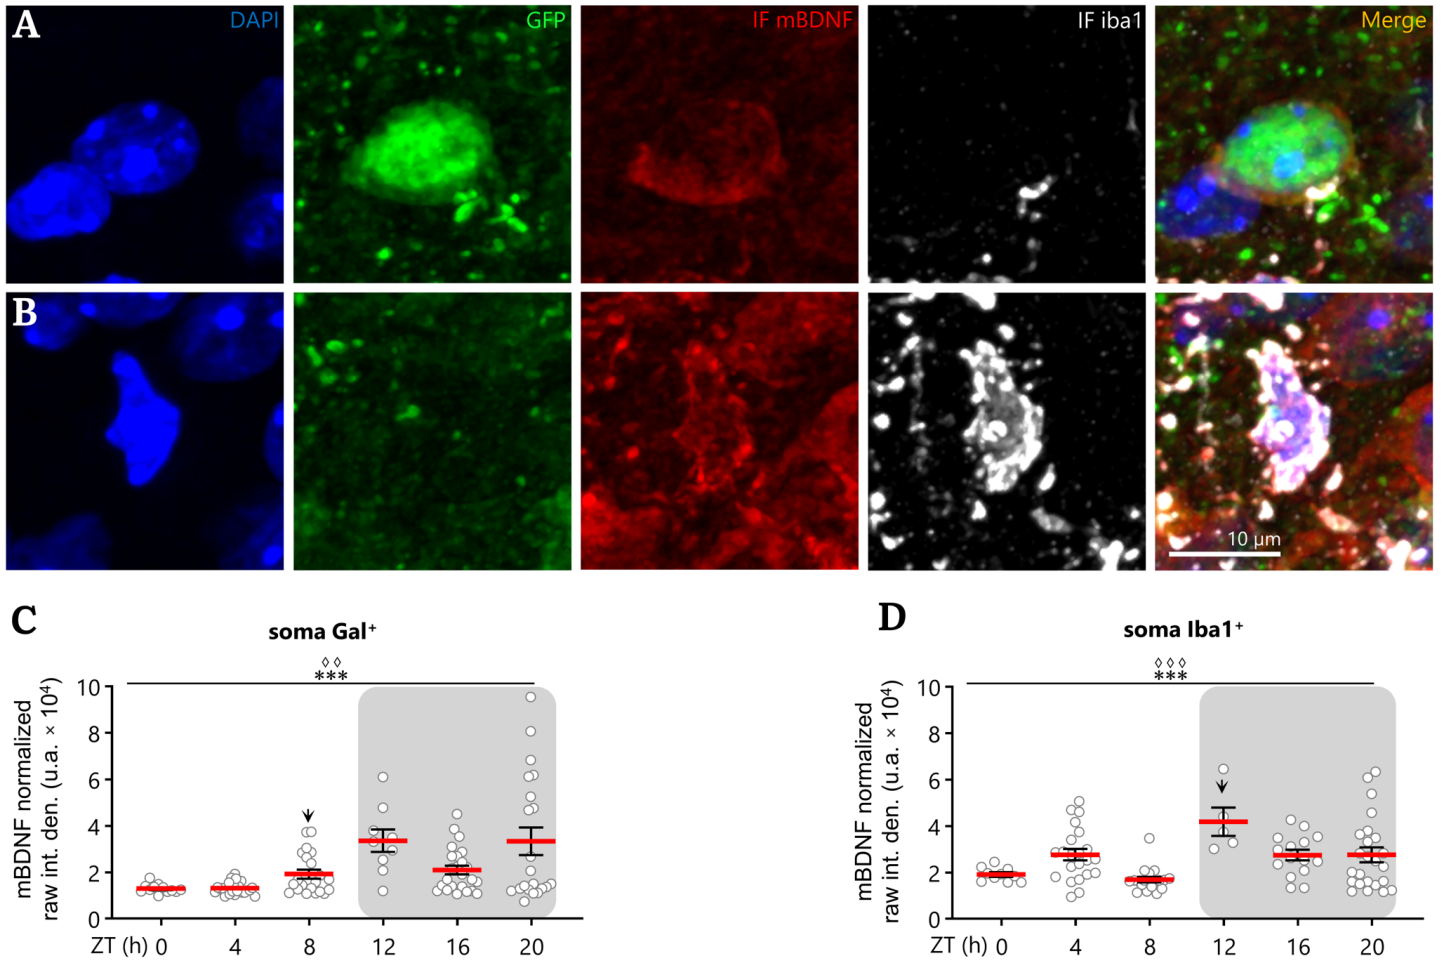 A
DAPI
GFP
IF mBDNF
IF iba1
Merge
B
10 µm
C
soma Gal⁺
◊ ◊
***
mBDNF normalized
raw int. den. (u.a. × 10⁴)
10
8
6
4
2
0
ZT (h) 0 4 8 12 16 20
D
soma Iba1⁺
◊ ◊ ◊
***
mBDNF normalized
raw int. den. (u.a. × 10⁴)
10
8
6
4
2
0
ZT (h) 0 4 8 12 16 20